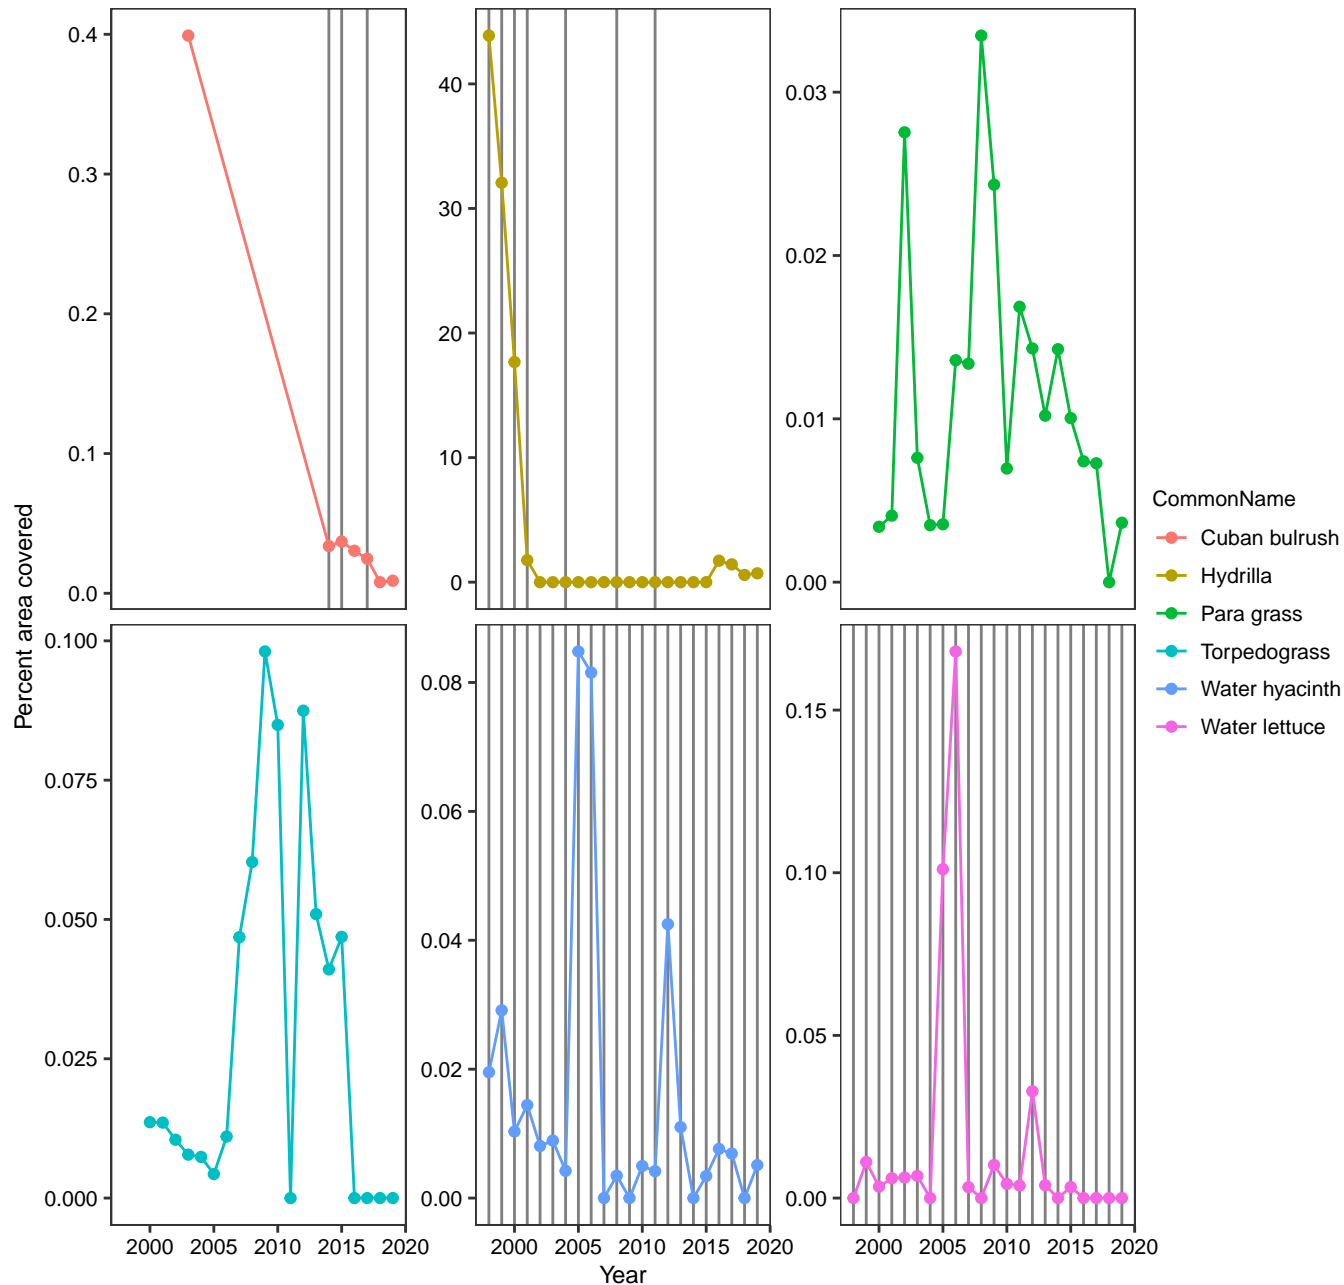 0.4
0.3
0.2
0.1
0.0
40
30
20
10
0
0.03
0.02
0.01
0.00
Percent area covered
0.100
0.075
0.050
0.025
0.000
0.08
0.06
0.04
0.02
0.00
0.15
0.10
0.05
0.00
2000 2005 2010 2015 2020
2000 2005 2010 2015 2020
2000 2005 2010 2015 2020
Year
CommonName
Cuban bulrush
Hydrilla
Para grass
Torpedograss
Water hyacinth
Water lettuce